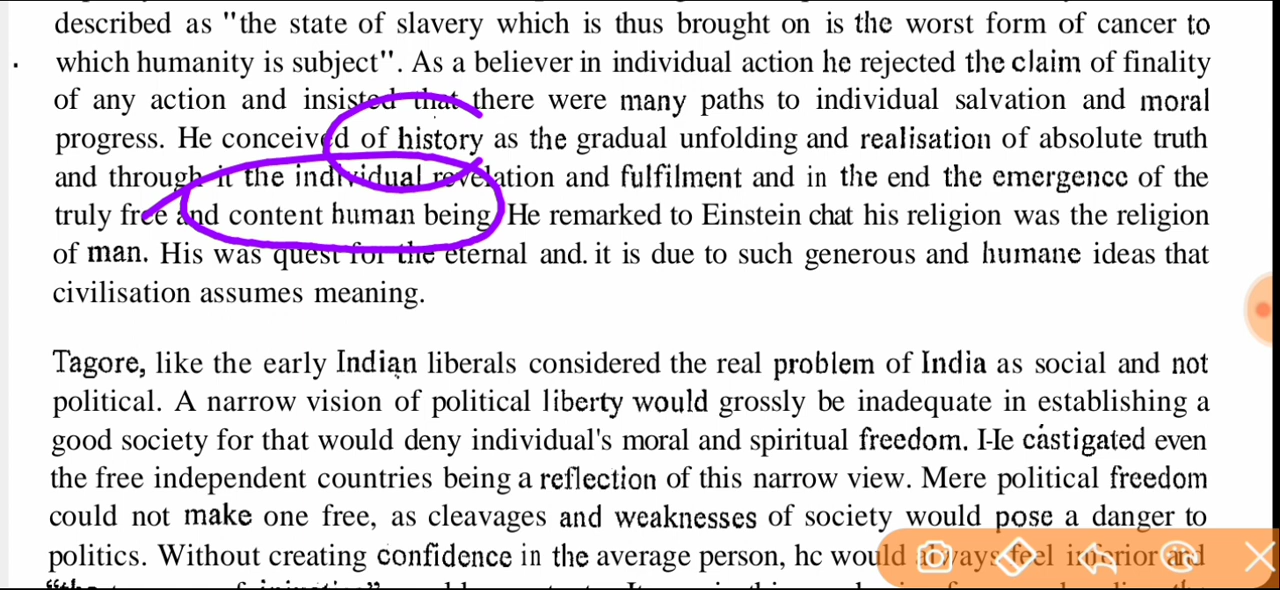 described as "the state of slavery which is thus brought on is the worst form of cancer to
which humanity is subject". As a believer in individual action he rejected the claim of finality
of any action and insisted that there were many paths to individual salvation and moral
progress. He conceived of history as the gradual unfolding and realisation of absolute truth
and through it the individual revelation and fulfilment and in the end the emergence of the
truly free and content human being. He remarked to Einstein chat his religion was the religion
of man. His was quest for the eternal and. it is due to such generous and humane ideas that
civilisation assumes meaning.
Tagore, like the early Indian liberals considered the real problem of India as social and not
political. A narrow vision of political liberty would grossly be inadequate in establishing a
good society for that would deny individual's moral and spiritual freedom. I-Ie cástigated even
the free independent countries being a reflection of this narrow view. Mere political freedom
could not make one free, as cleavages and weaknesses of society would pose a danger to
politics. Without creating confidence in the average person, hc would always feel inferior and